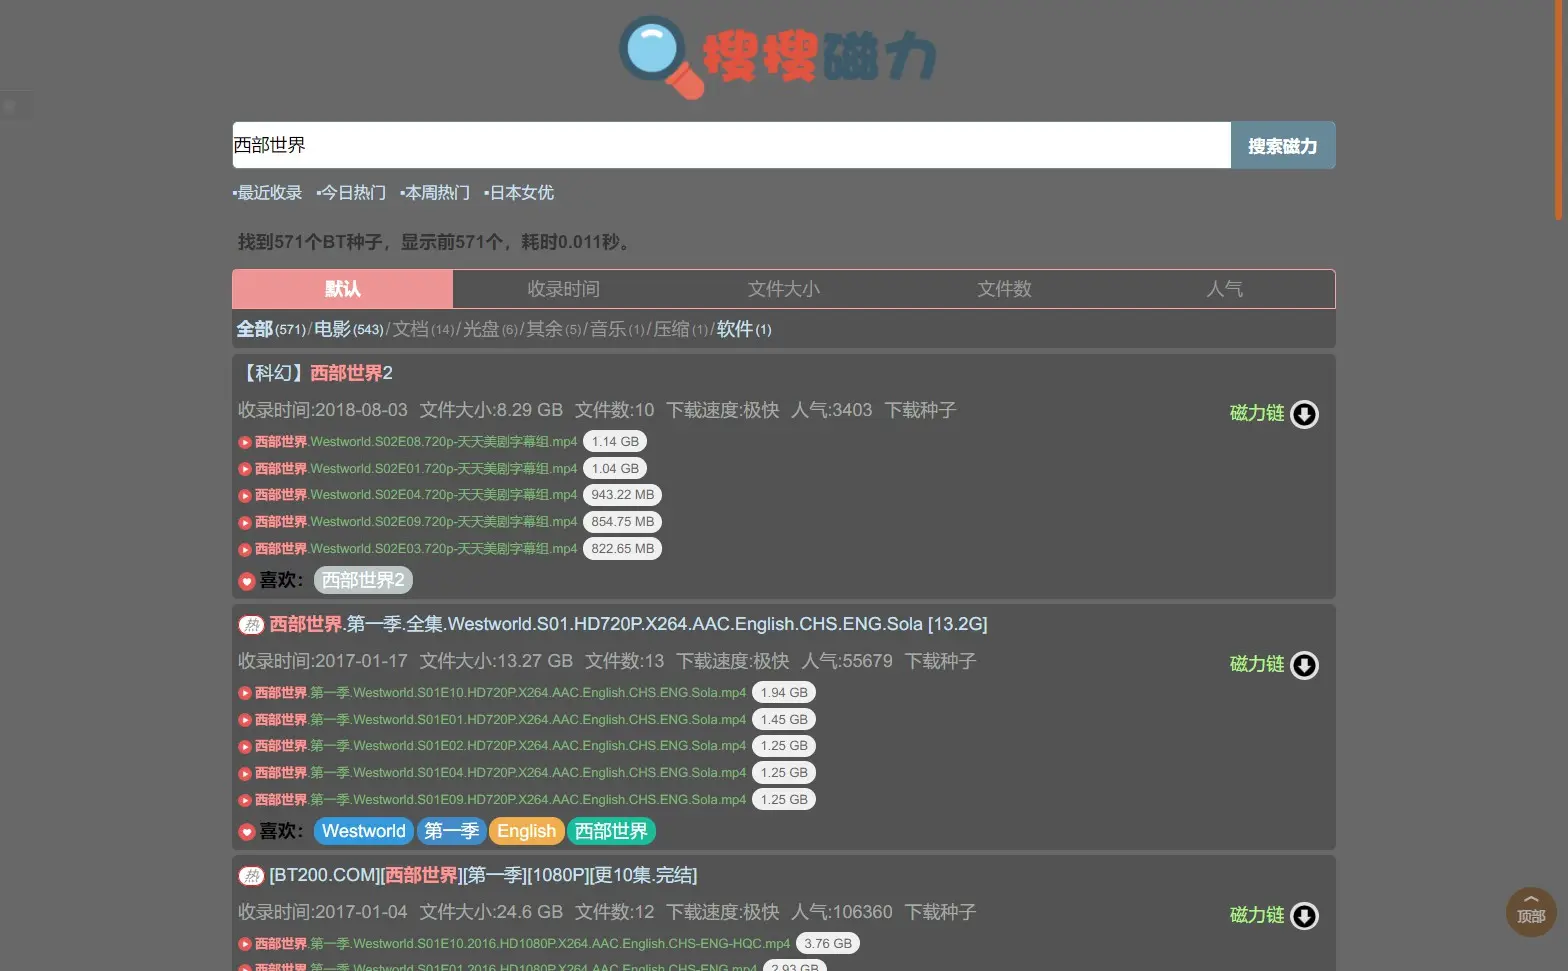 搜搜磁力
西部世界 搜索磁力
▪最近收录 ▪今日热门 ▪本周热门 ▪日本女优
找到571个BT种子，显示前571个，耗时0.011秒。
默认 收录时间 文件大小 文件数 人气
全部(571)/电影(543)/文档(14)/光盘(6)/其余(5)/音乐(1)/压缩(1)/软件(1)
【科幻】西部世界2
收录时间:2018-08-03 文件大小:8.29 GB 文件数:10 下载速度:极快 人气:3403 下载种子 磁力链
西部世界.Westworld.S02E08.720p-天天美剧字幕组.mp4 1.14 GB
西部世界.Westworld.S02E01.720p-天天美剧字幕组.mp4 1.04 GB
西部世界.Westworld.S02E04.720p-天天美剧字幕组.mp4 943.22 MB
西部世界.Westworld.S02E09.720p-天天美剧字幕组.mp4 854.75 MB
西部世界.Westworld.S02E03.720p-天天美剧字幕组.mp4 822.65 MB
喜欢： 西部世界2
热 西部世界.第一季.全集.Westworld.S01.HD720P.X264.AAC.English.CHS.ENG.Sola [13.2G]
收录时间:2017-01-17 文件大小:13.27 GB 文件数:13 下载速度:极快 人气:55679 下载种子 磁力链
西部世界.第一季.Westworld.S01E10.HD720P.X264.AAC.English.CHS.ENG.Sola.mp4 1.94 GB
西部世界.第一季.Westworld.S01E01.HD720P.X264.AAC.English.CHS.ENG.Sola.mp4 1.45 GB
西部世界.第一季.Westworld.S01E02.HD720P.X264.AAC.English.CHS.ENG.Sola.mp4 1.25 GB
西部世界.第一季.Westworld.S01E04.HD720P.X264.AAC.English.CHS.ENG.Sola.mp4 1.25 GB
西部世界.第一季.Westworld.S01E09.HD720P.X264.AAC.English.CHS.ENG.Sola.mp4 1.25 GB
喜欢： Westworld 第一季 English 西部世界
热 [BT200.COM][西部世界][第一季][1080P][更10集.完结]
收录时间:2017-01-04 文件大小:24.6 GB 文件数:12 下载速度:极快 人气:106360 下载种子 磁力链
顶部
西部世界.第一季.Westworld.S01E10.2016.HD1080P.X264.AAC.English.CHS-ENG-HQC.mp4 3.76 GB
西部世界.第一季.Westworld.S01E01.2016.HD1080P.X264.AAC.English.CHS-ENG.mp4 2.93 GB